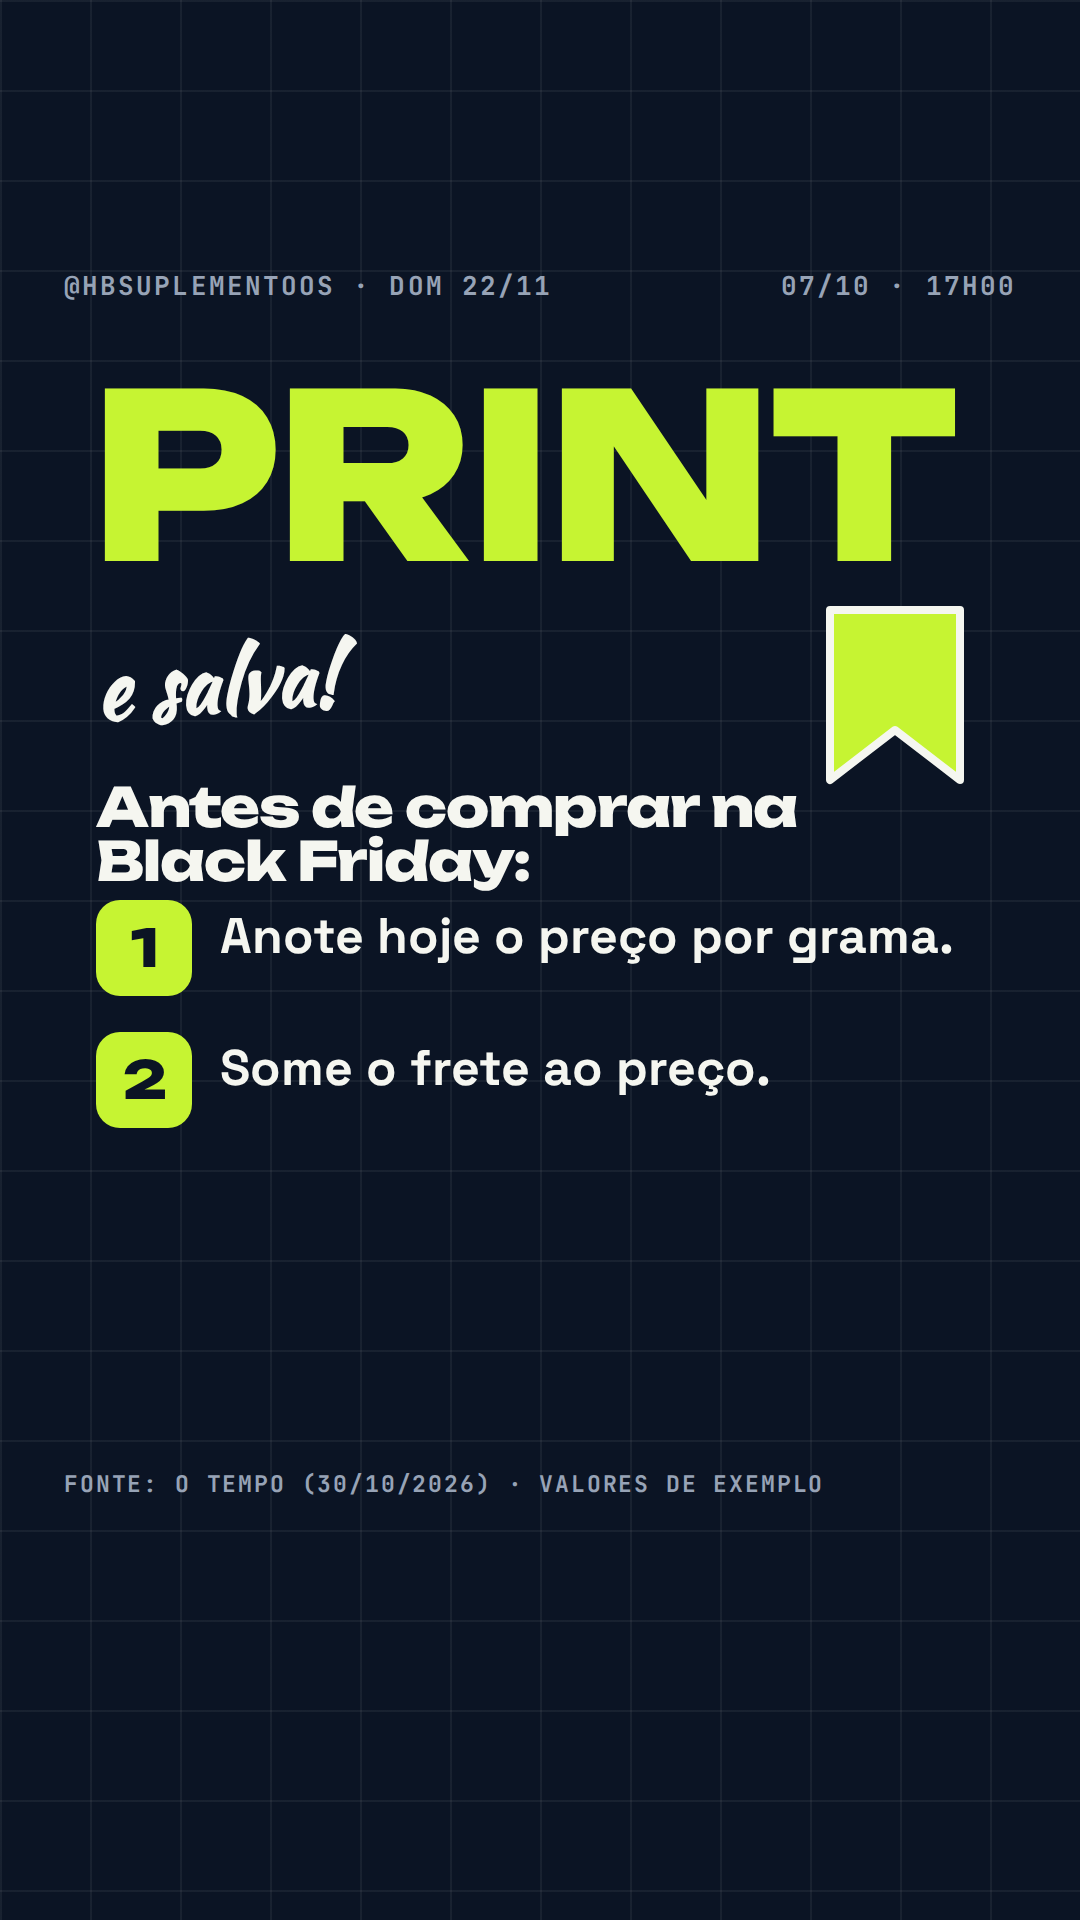 @HBSUPLEMENTOOS · DOM 22/11
07/10 · 17H00
PRINT
e salva!
Antes de comprar na
Black Friday:
1 Anote hoje o preço por grama.
2 Some o frete ao preço.
FONTE: O TEMPO (30/10/2026) · VALORES DE EXEMPLO